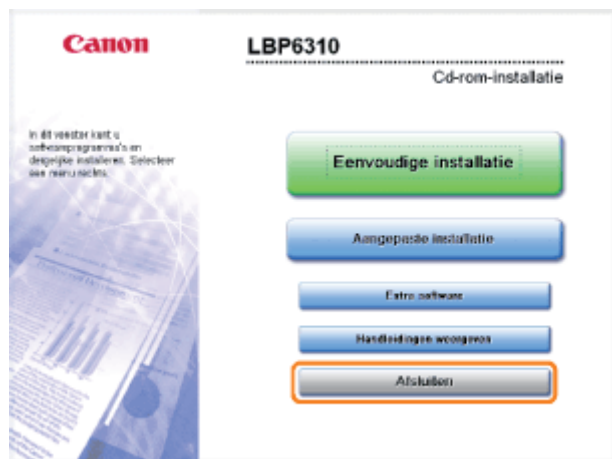 Canon
LBP6310
Cd-rom-installatie
In dit venster kunt u
softwareprogramma's en
dergelijke installeren. Selecteer
een menu rechts.
Eenvoudige installatie
Aangepaste installatie
Extra software
Handleidingen weergeven
Afsluiten